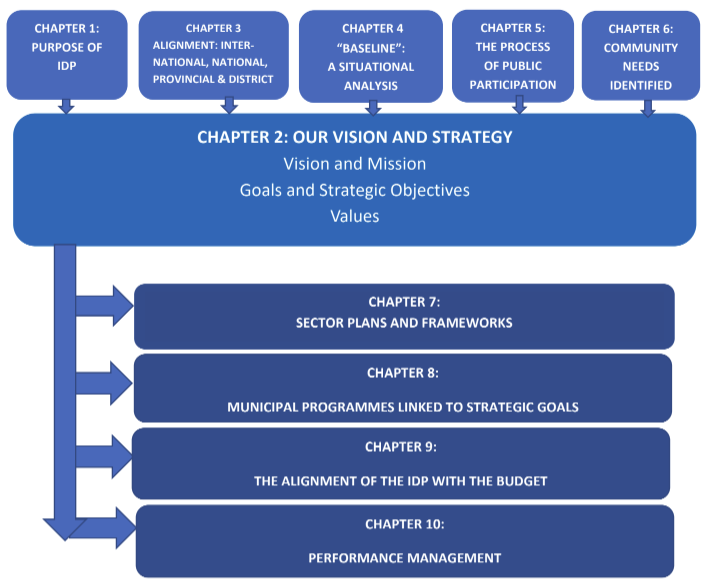 CHAPTER 1:
PURPOSE OF
IDP
CHAPTER 3
ALIGNMENT: INTER-
NATIONAL, NATIONAL,
PROVINCIAL & DISTRICT
CHAPTER 4
“BASELINE”:
A SITUATIONAL
ANALYSIS
CHAPTER 5:
THE PROCESS
OF PUBLIC
PARTICIPATION
CHAPTER 6:
COMMUNITY
NEEDS
IDENTIFIED
CHAPTER 2: OUR VISION AND STRATEGY
Vision and Mission
Goals and Strategic Objectives
Values
CHAPTER 7:
SECTOR PLANS AND FRAMEWORKS
CHAPTER 8:
MUNICIPAL PROGRAMMES LINKED TO STRATEGIC GOALS
CHAPTER 9:
THE ALIGNMENT OF THE IDP WITH THE BUDGET
CHAPTER 10:
PERFORMANCE MANAGEMENT